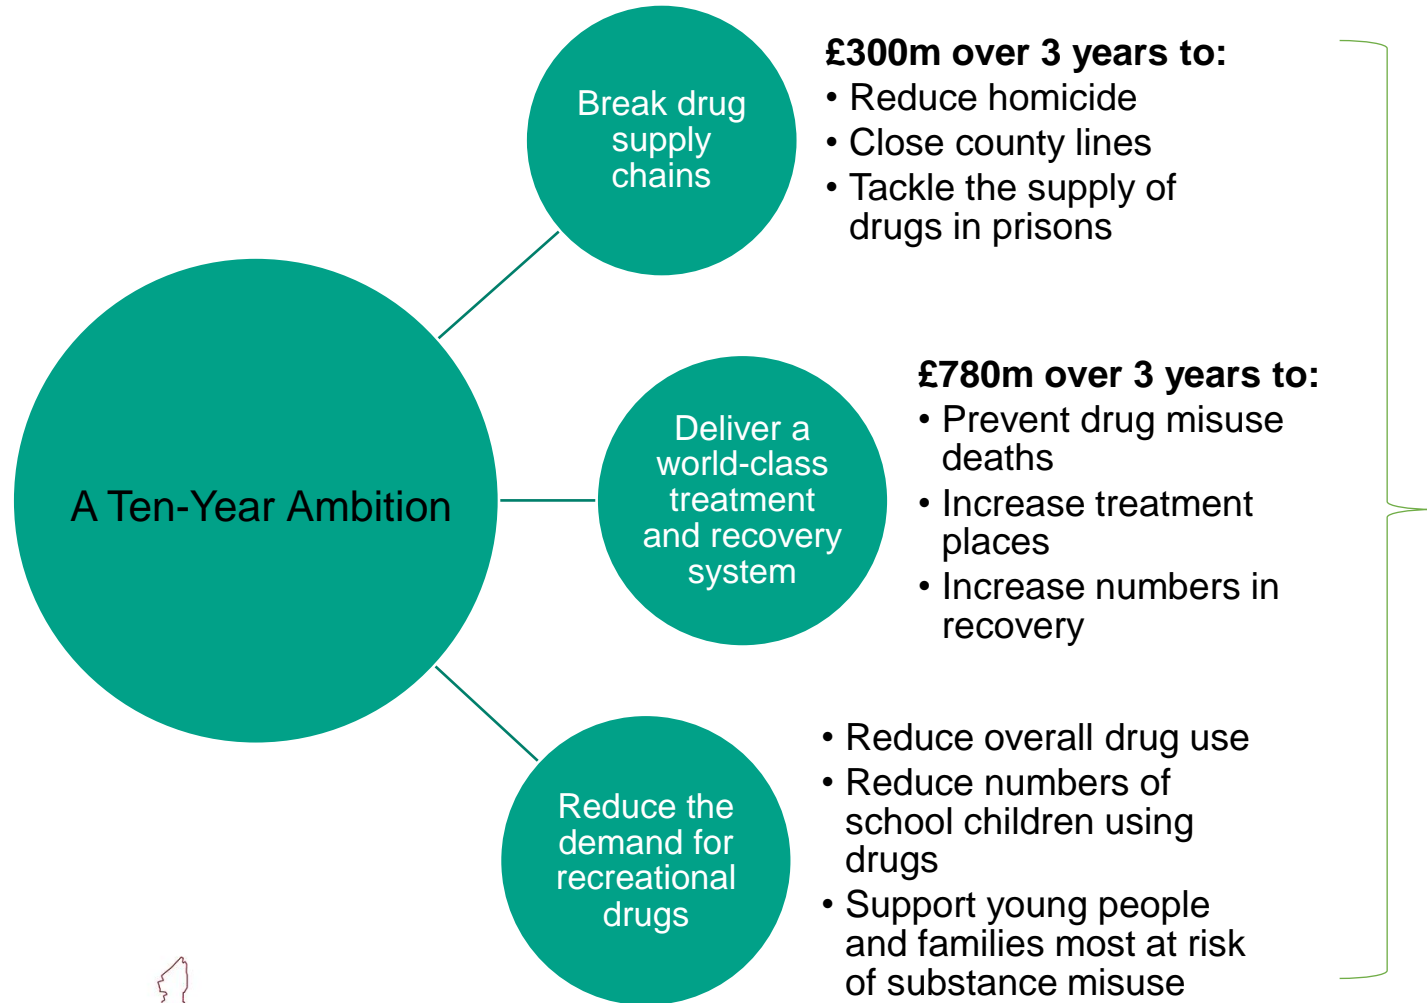 Break drug
supply
chains
£300m over 3 years to:
• Reduce homicide
• Close county lines
• Tackle the supply of
drugs in prisons
A Ten-Year Ambition
Deliver a
world-class
treatment
and recovery
system
£780m over 3 years to:
• Prevent drug misuse
deaths
• Increase treatment
places
• Increase numbers in
recovery
Reduce the
demand for
recreational
drugs
• Reduce overall drug use
• Reduce numbers of
school children using
drugs
• Support young people
and families most at risk
of substance misuse